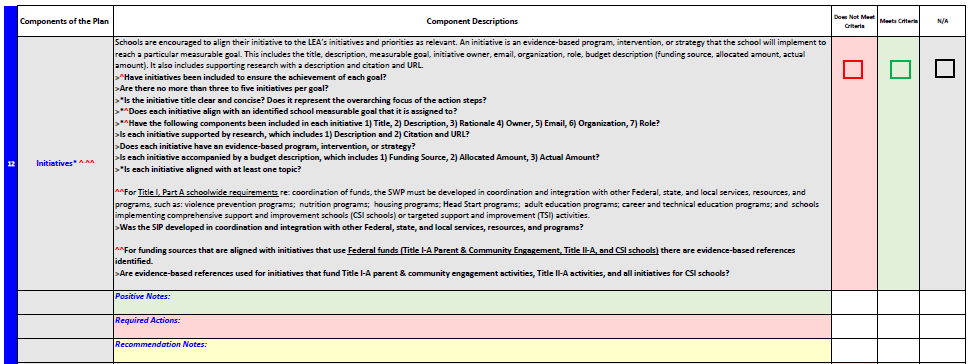 Components of the Plan
Component Descriptions
Does Not Meet
Criteria
Meets Criteria
N/A
12
Initiatives* ^ ^^
Schools are encouraged to align their initiative to the LEA's initiatives and priorities as relevant. An initiative is an evidence-based program, intervention, or strategy that the school will implement to
reach a particular measurable goal. This includes the title, description, measurable goal, initiative owner, email, organization, role, budget description (funding source, allocated amount, actual
amount). It also includes supporting research with a description and citation and URL.
>^Have initiatives been included to ensure the achievement of each goal?
>Are there no more than three to five initiatives per goal?
>*Is the initiative title clear and concise? Does it represent the overarching focus of the action steps?
>*^Does each initiative align with an identified school measurable goal that it is assigned to?
>*^Have the following components been included in each initiative 1) Title, 2) Description, 3) Rationale 4) Owner, 5) Email, 6) Organization, 7) Role?
>Is each initiative supported by research, which includes 1) Description and 2) Citation and URL?
>Does each initiative have an evidence-based program, intervention, or strategy?
>Is each initiative accompanied by a budget description, which includes 1) Funding Source, 2) Allocated Amount, 3) Actual Amount?
>*Is each initiative aligned with at least one topic?
^^For Title I, Part A schoolwide requirements re: coordination of funds, the SWP must be developed in coordination and integration with other Federal, state, and local services, resources, and
programs, such as: violence prevention programs; nutrition programs; housing programs; Head Start programs; adult education programs; career and technical education programs; and schools
implementing comprehensive support and improvement schools (CSI schools) or targeted support and improvement (TSI) activities.
>Was the SIP developed in coordination and integration with other Federal, state, and local services, resources, and programs?
^^For funding sources that are aligned with initiatives that use Federal funds (Title I-A Parent & Community Engagement, Title II-A, and CSI schools) there are evidence-based references
identified.
>Are evidence-based references used for initiatives that fund Title I-A parent & community engagement activities, Title II-A activities, and all initiatives for CSI schools?
Positive Notes:
Required Actions:
Recommendation Notes: